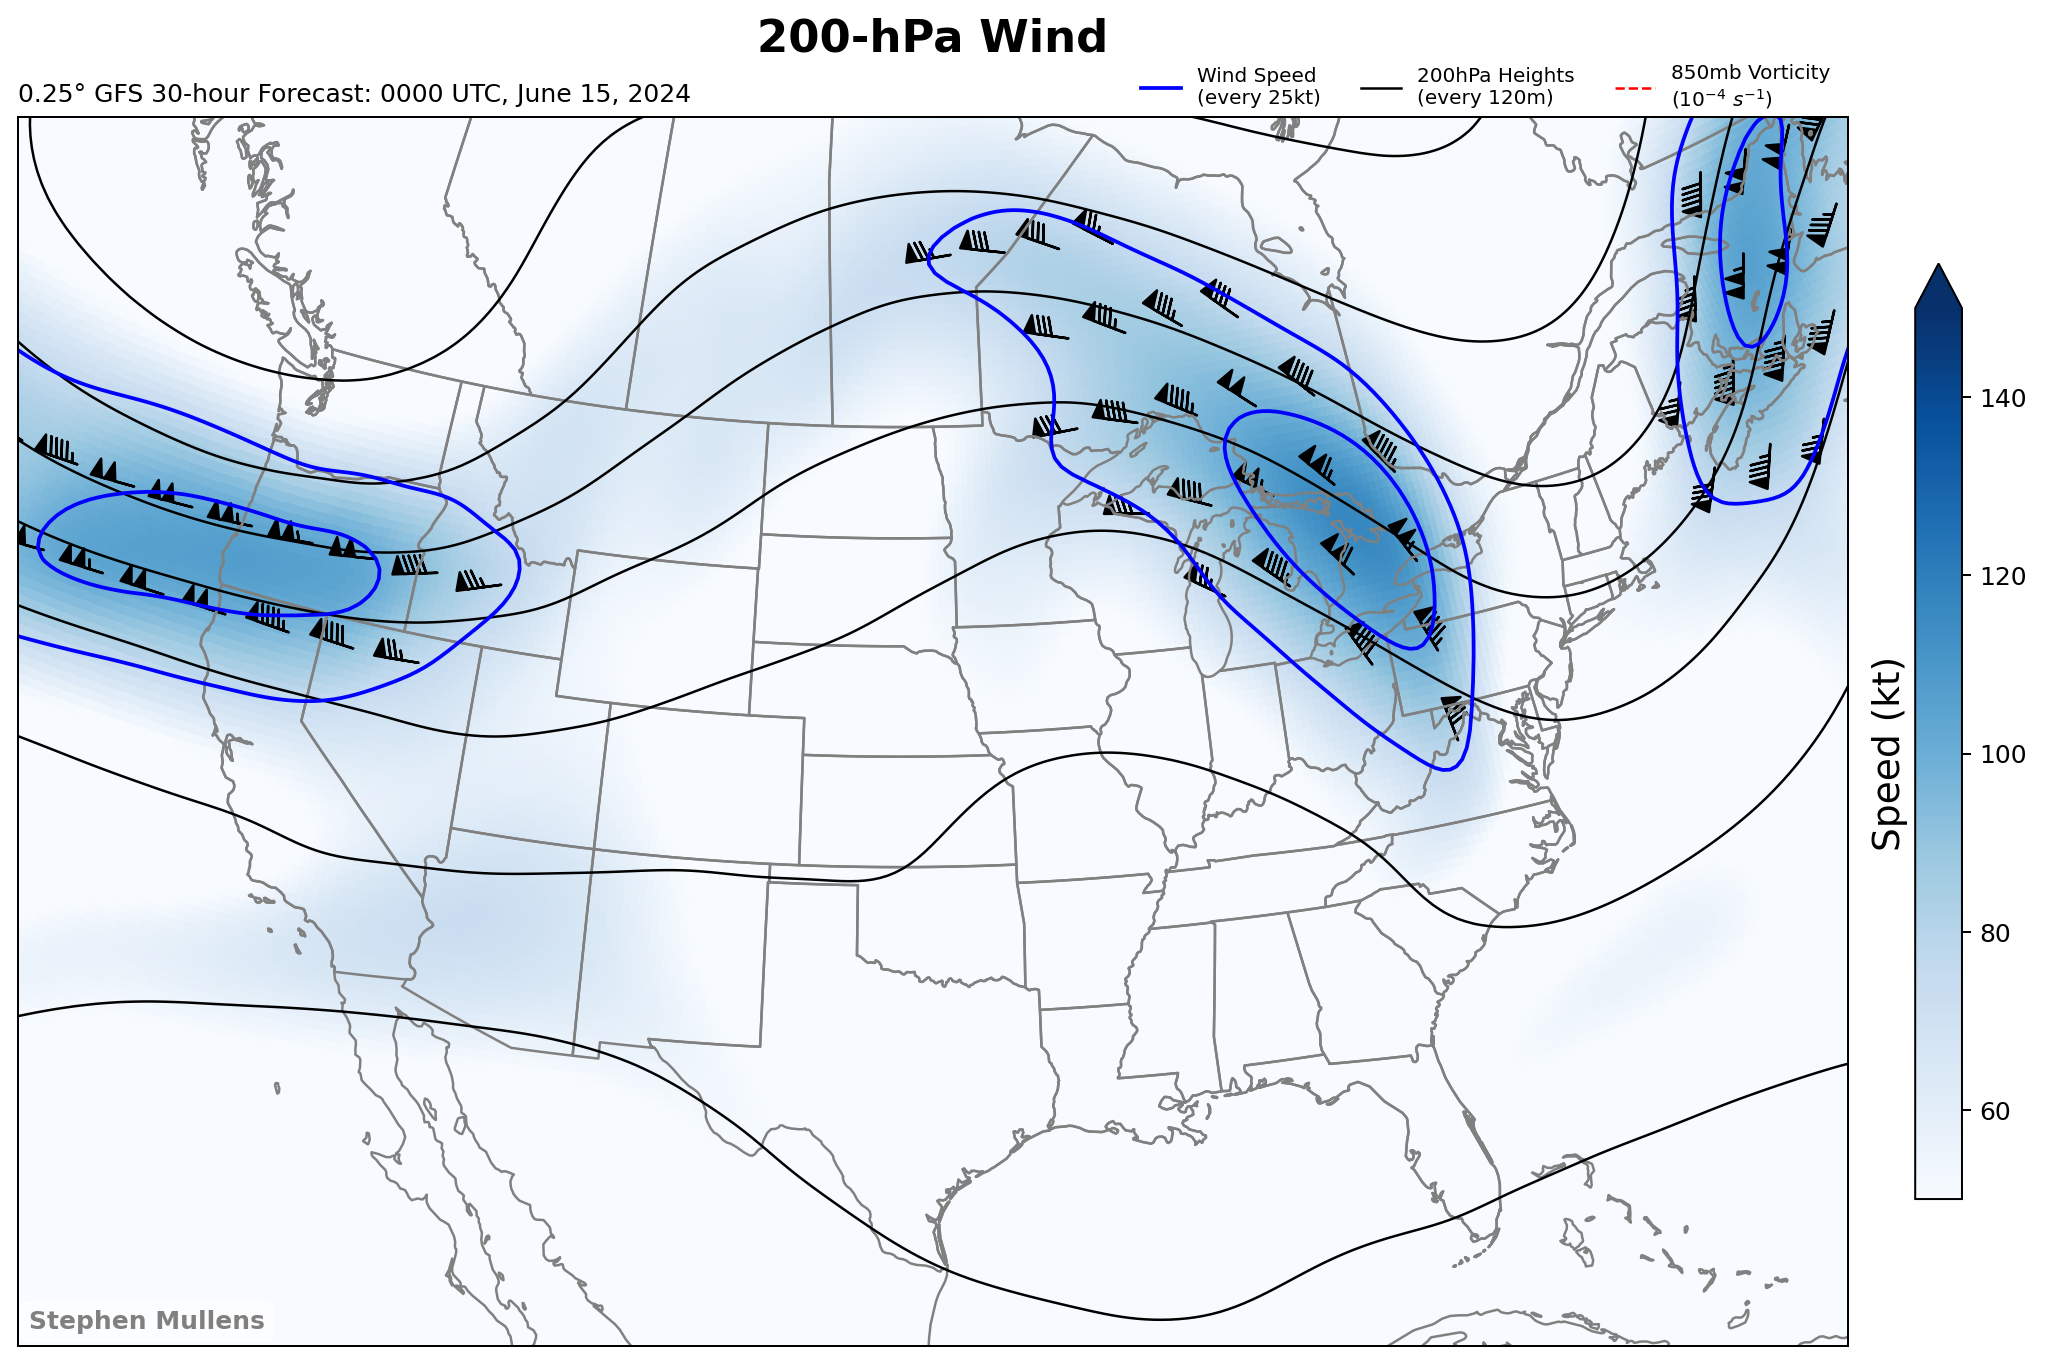 200-hPa Wind
0.25° GFS 30-hour Forecast: 0000 UTC, June 15, 2024
Wind Speed
(every 25kt)
200hPa Heights
(every 120m)
850mb Vorticity
(10⁻⁴ s⁻¹)
140
120
100
80
60
Speed (kt)
Stephen Mullens